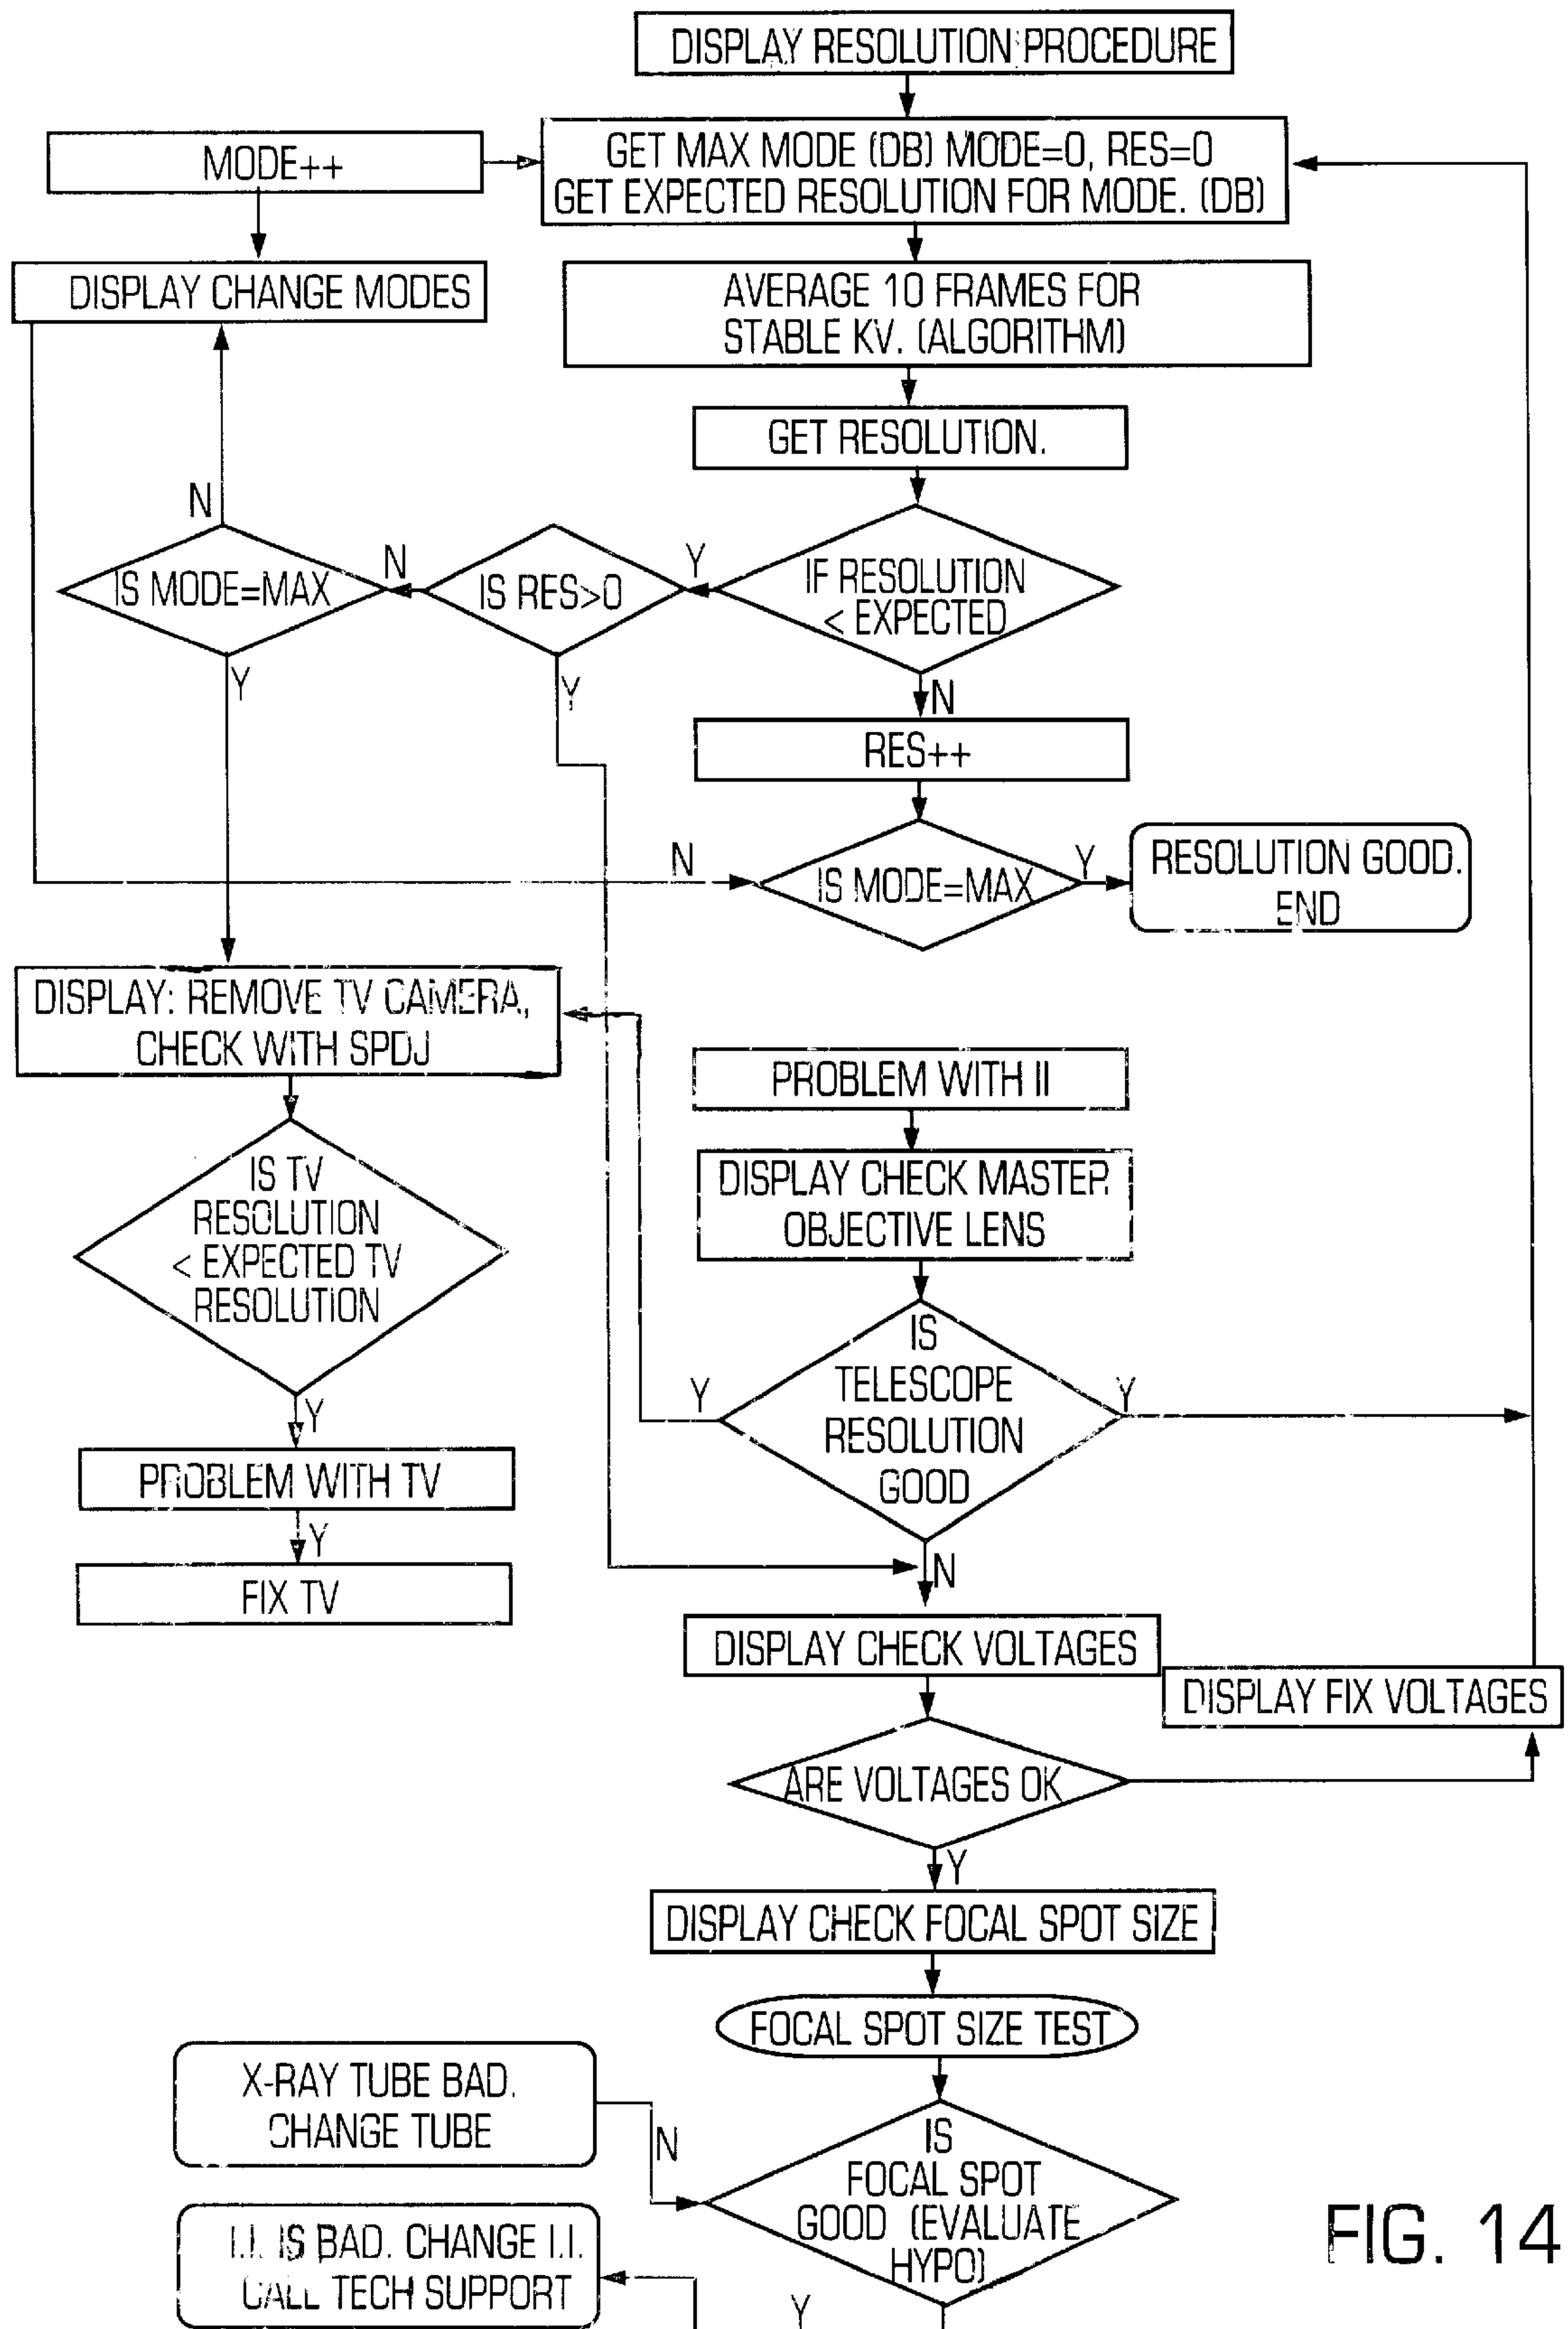 DISPLAY RESOLUTION PROCEDURE
MODE++
GET MAX MODE (DB) MODE=0, RES=0
GET EXPECTED RESOLUTION FOR MODE. (DB)
DISPLAY CHANGE MODES
AVERAGE 10 FRAMES FOR
STABLE KV. (ALGORITHM)
GET RESOLUTION.
N
IS MODE=MAX
N
IS RES>0
Y
IF RESOLUTION
< EXPECTED
Y
Y
N
RES++
N
IS MODE=MAX
Y
RESOLUTION GOOD.
END
DISPLAY: REMOVE TV CAMERA,
CHECK WITH SPDJ
PROBLEM WITH II
IS TV
RESOLUTION
< EXPECTED TV
RESOLUTION
DISPLAY CHECK MASTER
OBJECTIVE LENS
Y
IS
TELESCOPE
RESOLUTION
GOOD
Y
Y
PROBLEM WITH TV
Y
FIX TV
N
DISPLAY CHECK VOLTAGES
DISPLAY FIX VOLTAGES
ARE VOLTAGES OK
Y
DISPLAY CHECK FOCAL SPOT SIZE
FOCAL SPOT SIZE TEST
X-RAY TUBE BAD.
CHANGE TUBE
N
IS
FOCAL SPOT
GOOD (EVALUATE
HYPO)
I.I. IS BAD. CHANGE I.I.
CALL TECH SUPPORT
Y
FIG. 14